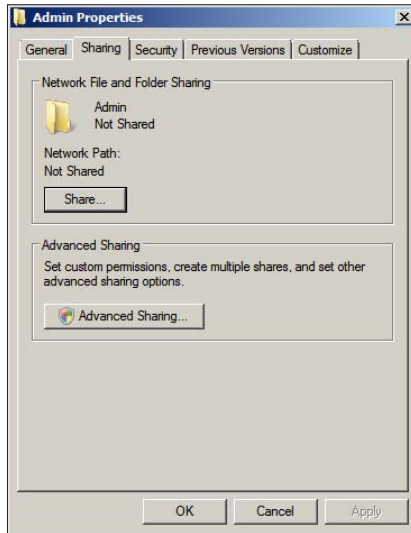 Admin Properties
General Sharing Security Previous Versions Customize
Network File and Folder Sharing
Admin
Not Shared
Network Path:
Not Shared
Share...
Advanced Sharing
Set custom permissions, create multiple shares, and set other
advanced sharing options.
Advanced Sharing...
OK Cancel Apply